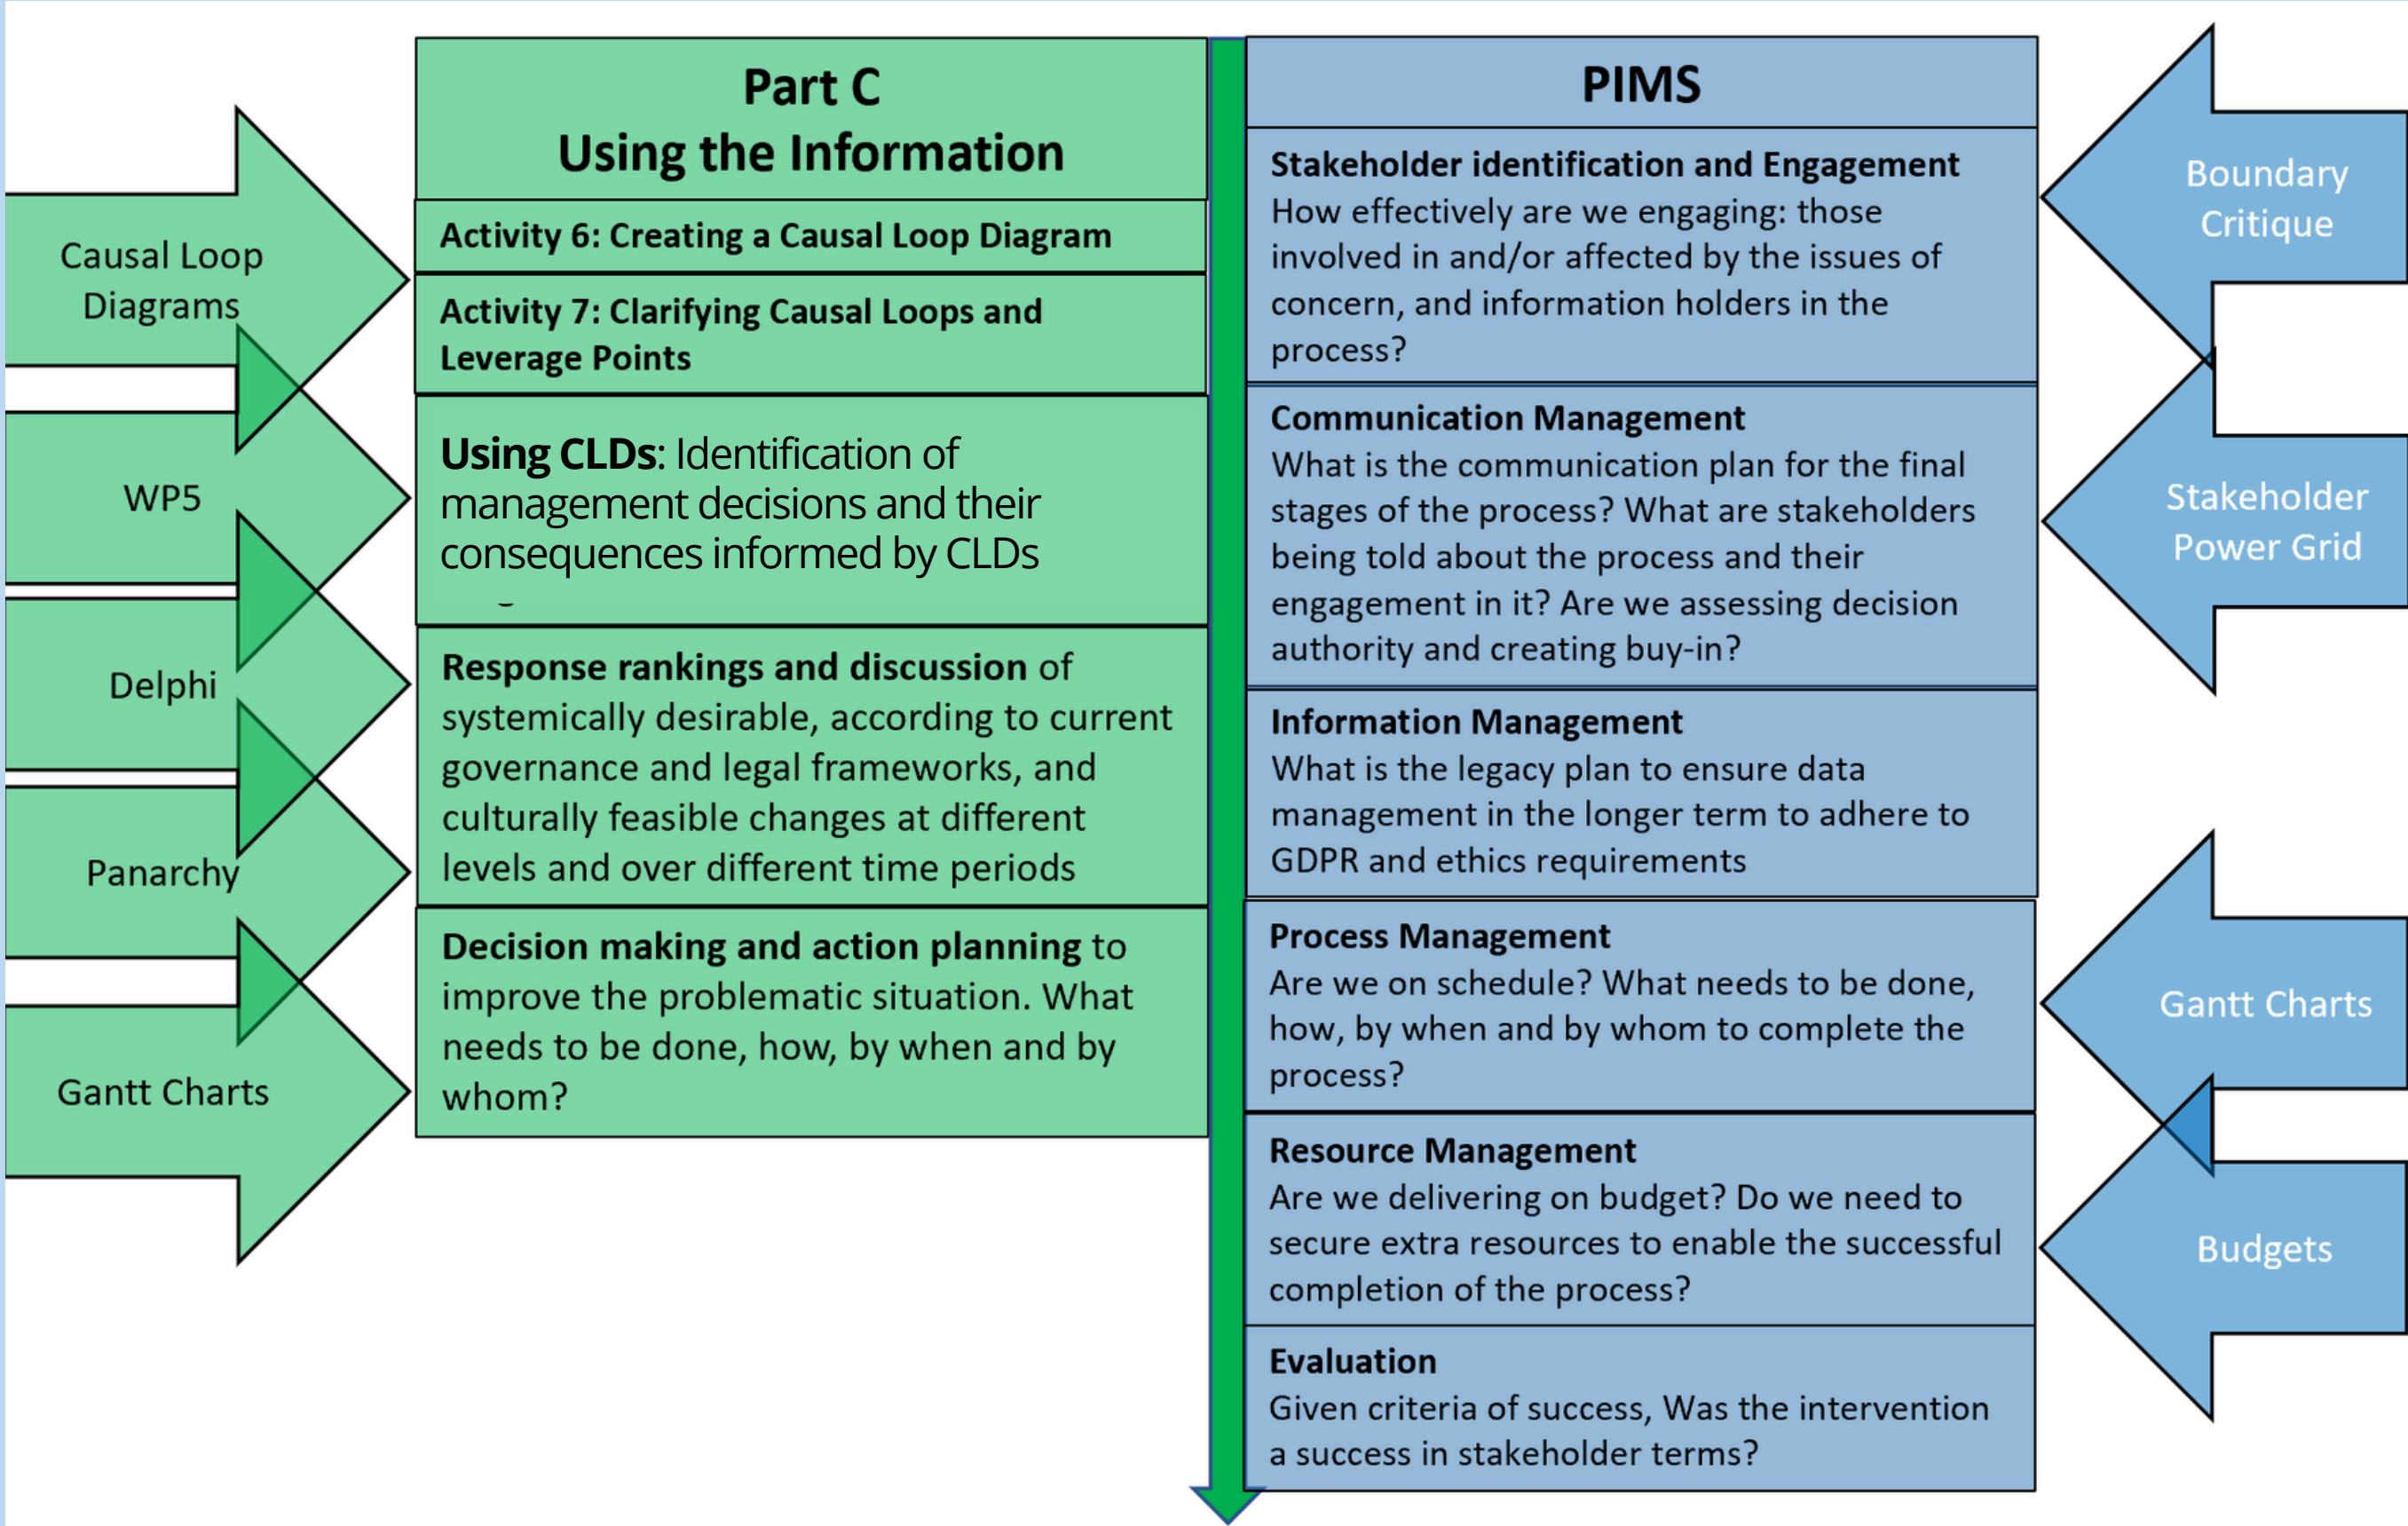 Causal Loop
Diagrams
WP5
Delphi
Panarchy
Gantt Charts
Part C
Using the Information
Activity 6: Creating a Causal Loop Diagram
Activity 7: Clarifying Causal Loops and
Leverage Points
Using CLDs: Identification of
management decisions and their
consequences informed by CLDs
Response rankings and discussion of
systemically desirable, according to current
governance and legal frameworks, and
culturally feasible changes at different
levels and over different time periods
Decision making and action planning to
improve the problematic situation. What
needs to be done, how, by when and by
whom?
PIMS
Stakeholder identification and Engagement
How effectively are we engaging: those
involved in and/or affected by the issues of
concern, and information holders in the
process?
Communication Management
What is the communication plan for the final
stages of the process? What are stakeholders
being told about the process and their
engagement in it? Are we assessing decision
authority and creating buy-in?
Information Management
What is the legacy plan to ensure data
management in the longer term to adhere to
GDPR and ethics requirements
Process Management
Are we on schedule? What needs to be done,
how, by when and by whom to complete the
process?
Resource Management
Are we delivering on budget? Do we need to
secure extra resources to enable the successful
completion of the process?
Evaluation
Given criteria of success, Was the intervention
a success in stakeholder terms?
Boundary
Critique
Stakeholder
Power Grid
Gantt Charts
Budgets